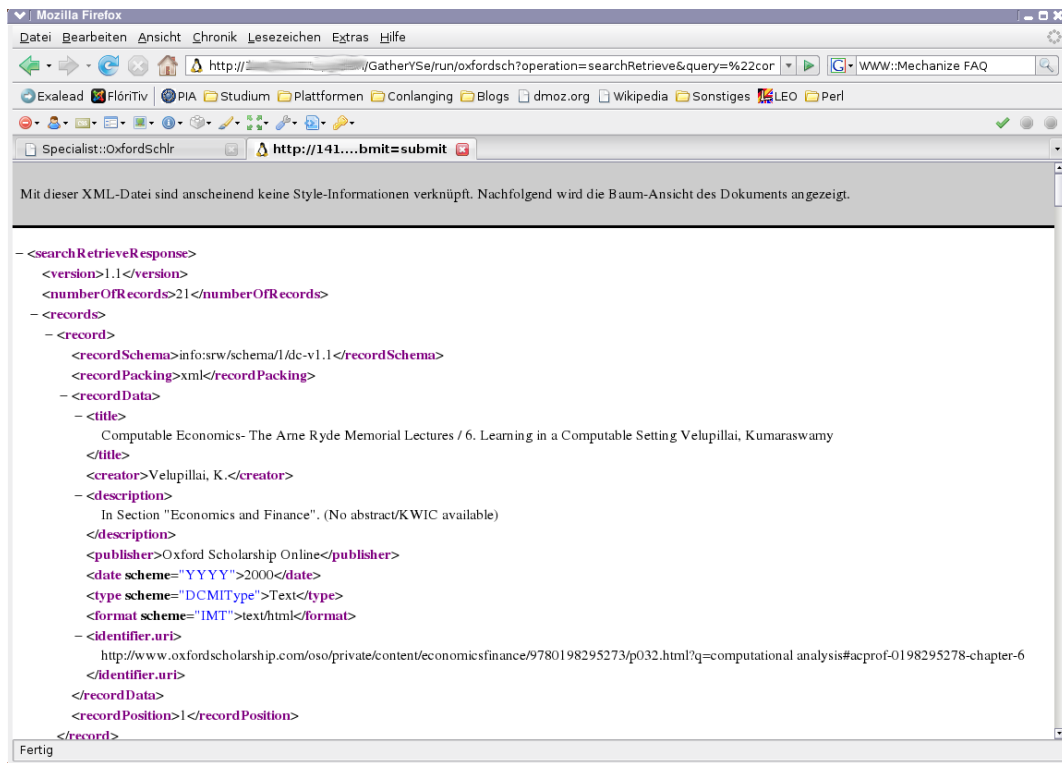 Mozilla Firefox
Datei Bearbeiten Ansicht Chronik Lesezeichen Extras Hilfe
http:// /GatherYSe/run/oxfordsch?operation=searchRetrieve&query=%22cor G WWW::Mechanize FAQ
Exalead FlóriTiv PIA Studium Plattformen Conlanging Blogs dmoz.org Wikipedia Sonstiges LEO Perl
Specialist::OxfordSchlr http://141....bmit=submit
Mit dieser XML-Datei sind anscheinend keine Style-Informationen verknüpft. Nachfolgend wird die Baum-Ansicht des Dokuments angezeigt.
− <searchRetrieveResponse>
<version>1.1</version>
<numberOfRecords>21</numberOfRecords>
− <records>
− <record>
<recordSchema>info:srw/schema/1/dc-v1.1</recordSchema>
<recordPacking>xml</recordPacking>
− <recordData>
− <title>
Computable Economics- The Arne Ryde Memorial Lectures / 6. Learning in a Computable Setting Velupillai, Kumaraswamy
</title>
<creator>Velupillai, K.</creator>
− <description>
In Section "Economics and Finance". (No abstract/KWIC available)
</description>
<publisher>Oxford Scholarship Online</publisher>
<date scheme="YYYY">2000</date>
<type scheme="DCMIType">Text</type>
<format scheme="IMT">text/html</format>
− <identifier.uri>
http://www.oxfordscholarship.com/oso/private/content/economicsfinance/9780198295273/p032.html?q=computational analysis#acprof-0198295278-chapter-6
</identifier.uri>
</recordData>
<recordPosition>1</recordPosition>
</record>
Fertig